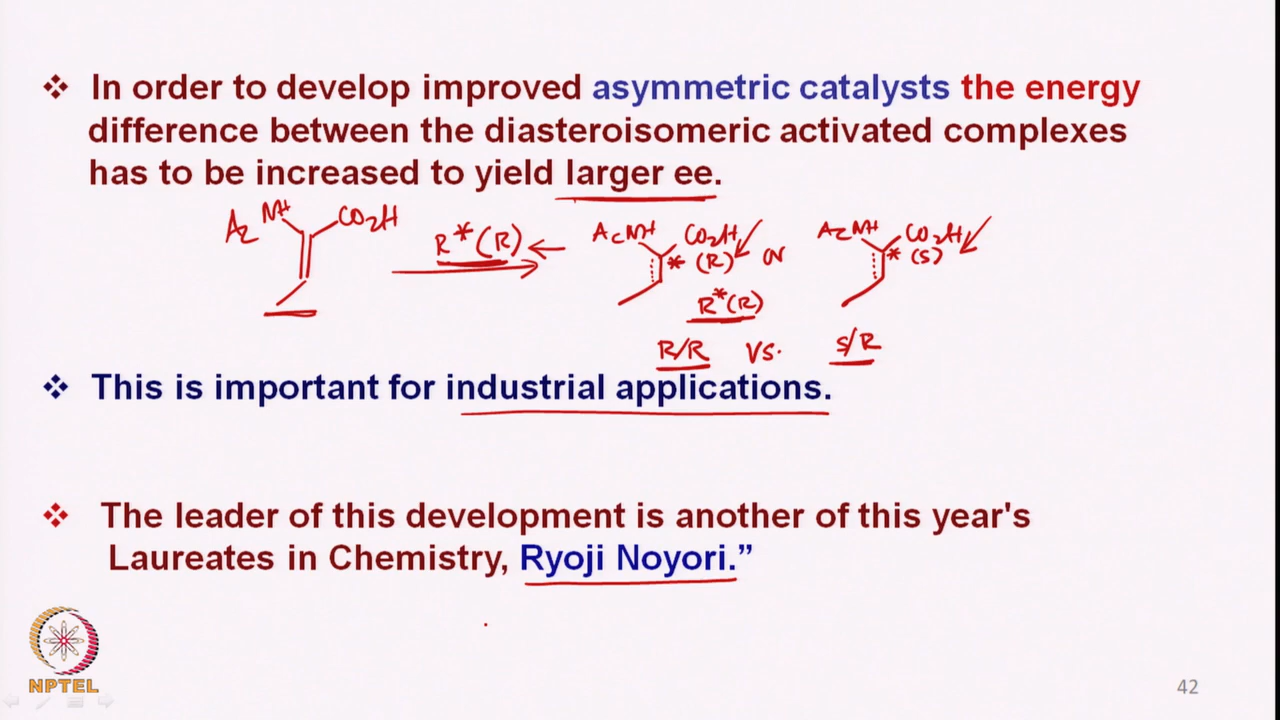 ❖ In order to develop improved asymmetric catalysts the energy
difference between the diasteroisomeric activated complexes
has to be increased to yield larger ee.
AcNH CO2H R*(R) AcNH CO2H or AcNH CO2H
* (R) * (S)
R*(R)
R/R vs. S/R
❖ This is important for industrial applications.
❖ The leader of this development is another of this year's
Laureates in Chemistry, Ryoji Noyori.”
NPTEL
42